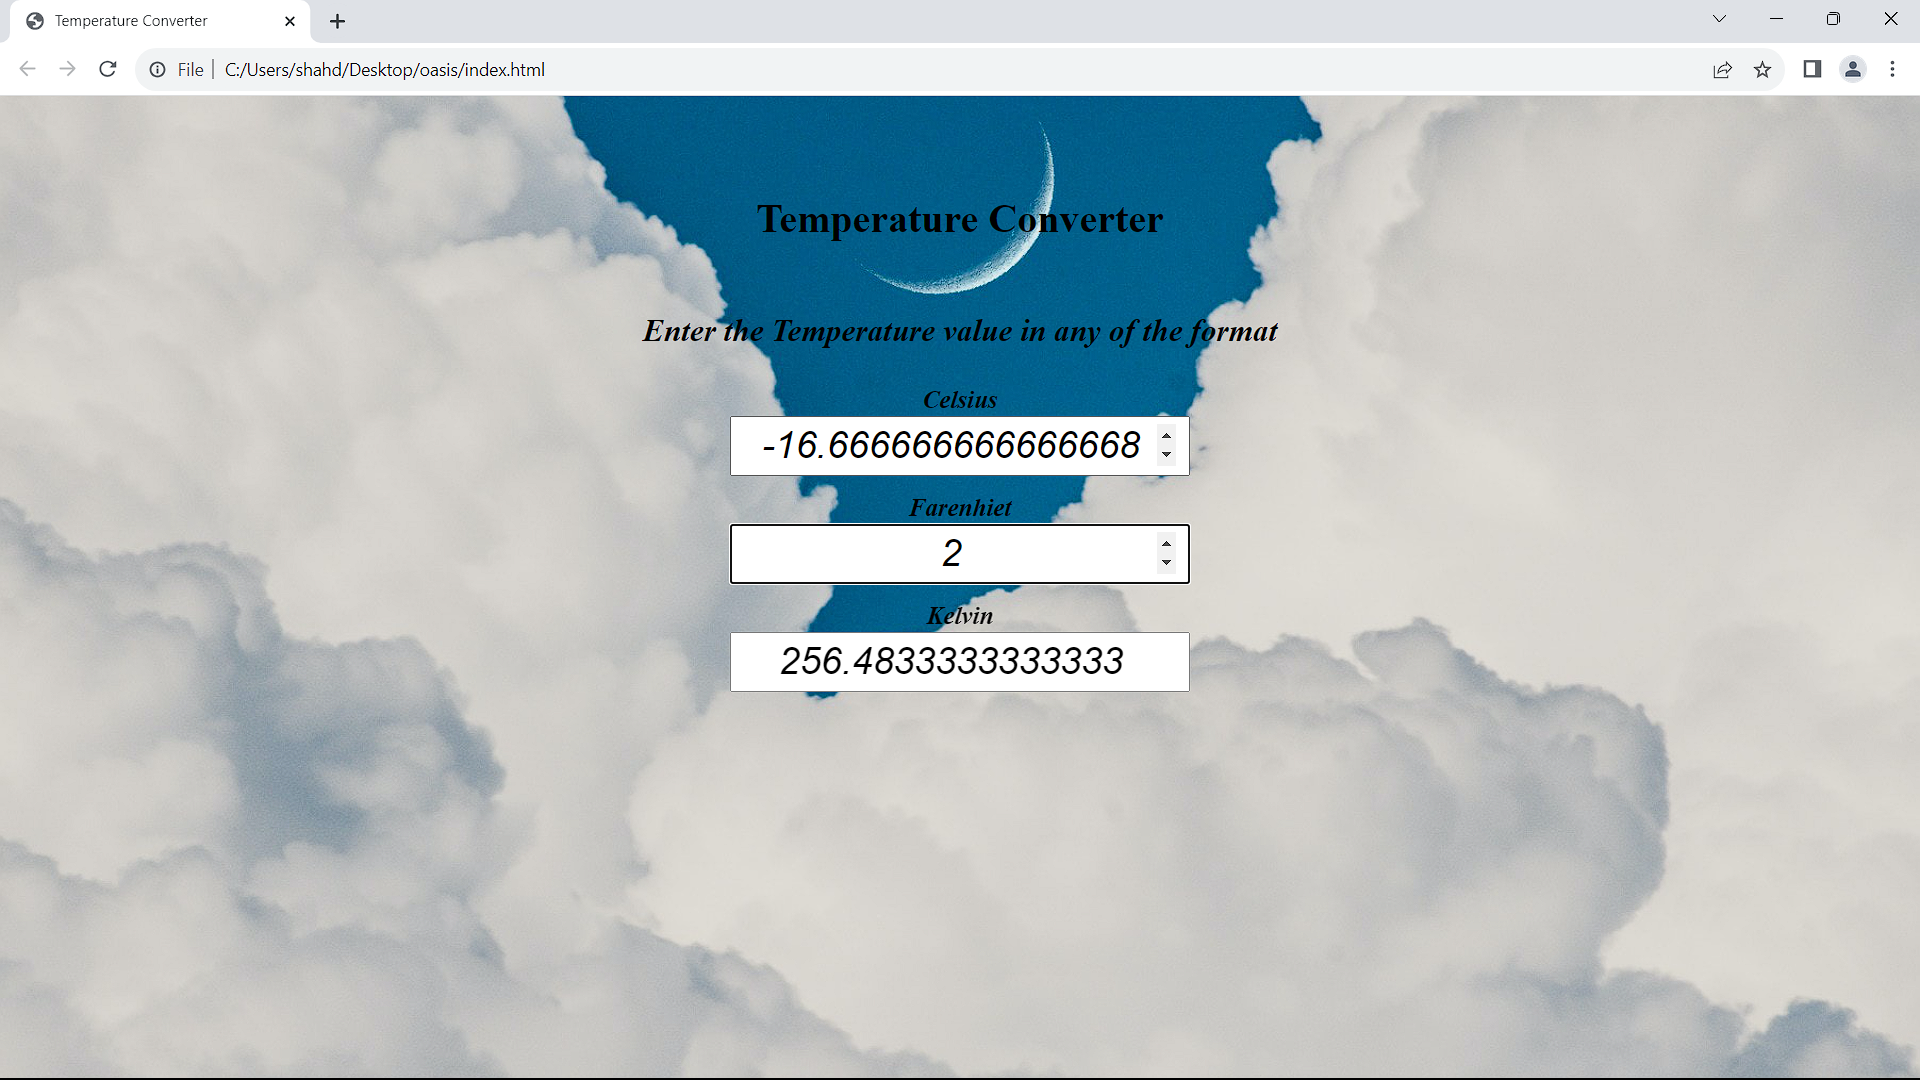 Temperature Converter
File
C:/Users/shahd/Desktop/oasis/index.html
Temperature Converter
Enter the Temperature value in any of the format
Celsius
-16.666666666666668
Farenhiet
2
Kelvin
256.4833333333333